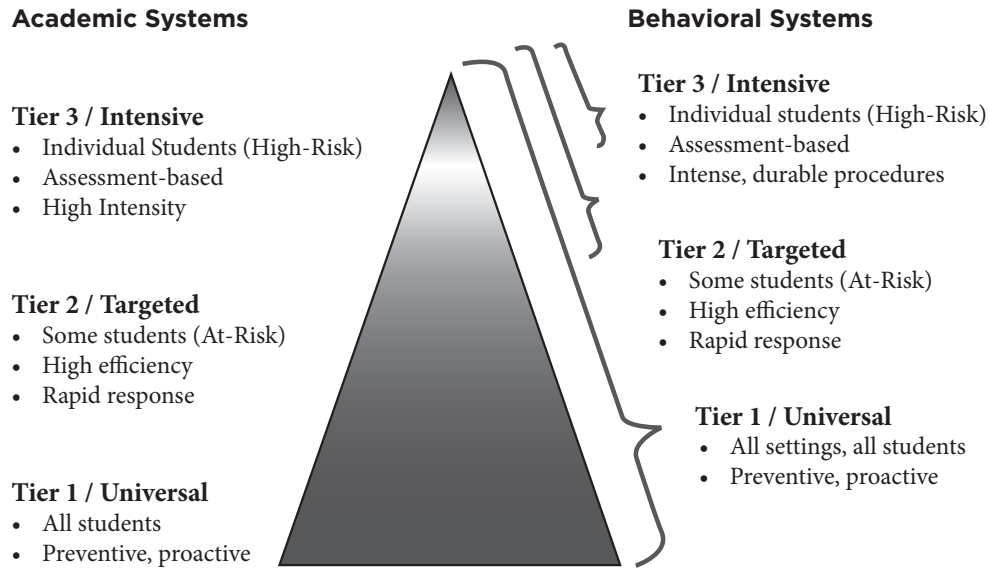 Academic Systems
Tier 3 / Intensive
• Individual Students (High-Risk)
• Assessment-based
• High Intensity
Tier 2 / Targeted
• Some students (At-Risk)
• High efficiency
• Rapid response
Tier 1 / Universal
• All students
• Preventive, proactive
Behavioral Systems
Tier 3 / Intensive
• Individual students (High-Risk)
• Assessment-based
• Intense, durable procedures
Tier 2 / Targeted
• Some students (At-Risk)
• High efficiency
• Rapid response
Tier 1 / Universal
• All settings, all students
• Preventive, proactive